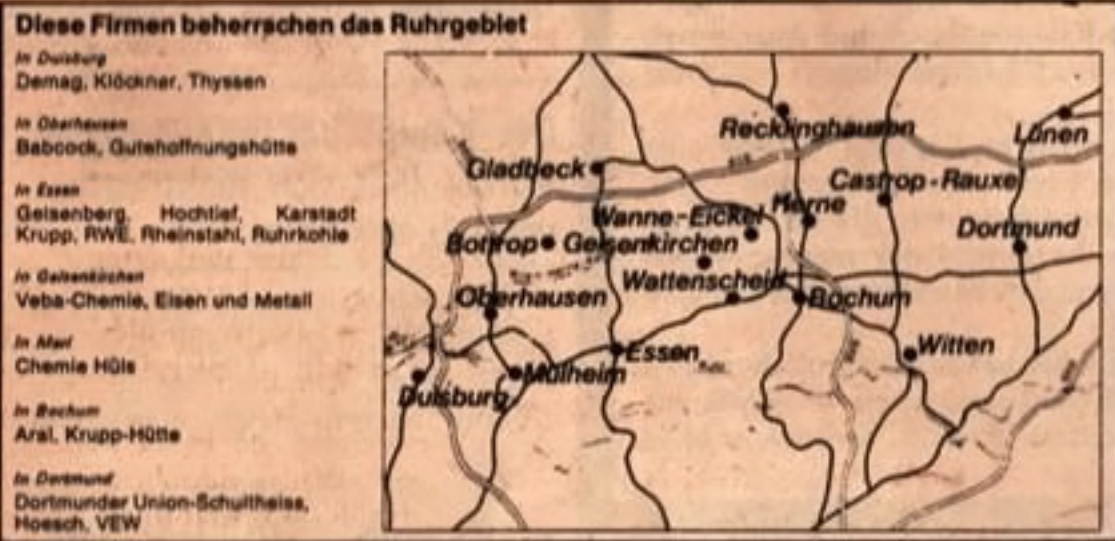 Diese Firmen beherrschen das Ruhrgebiet
In Duisburg
Demag, Klöckner, Thyssen
In Oberhausen
Babcock, Gutehoffnungshütte
In Essen
Gelsenberg, Hochtief, Karstadt
Krupp, RWE, Rheinstahl, Ruhrkohle
In Gelsenkirchen
Veba-Chemie, Eisen und Metall
In Marl
Chemie Hüls
In Bochum
Aral, Krupp-Hütte
In Dortmund
Dortmunder Union-Schultheiss,
Hoesch, VEW
Recklinghausen
Lünen
Gladbeck
Castrop-Rauxel
Wanne-Eickel
Herne
Dortmund
Bottrop
Gelsenkirchen
Wattenscheid
Oberhausen
Bochum
Essen
Witten
Mülheim
Duisburg